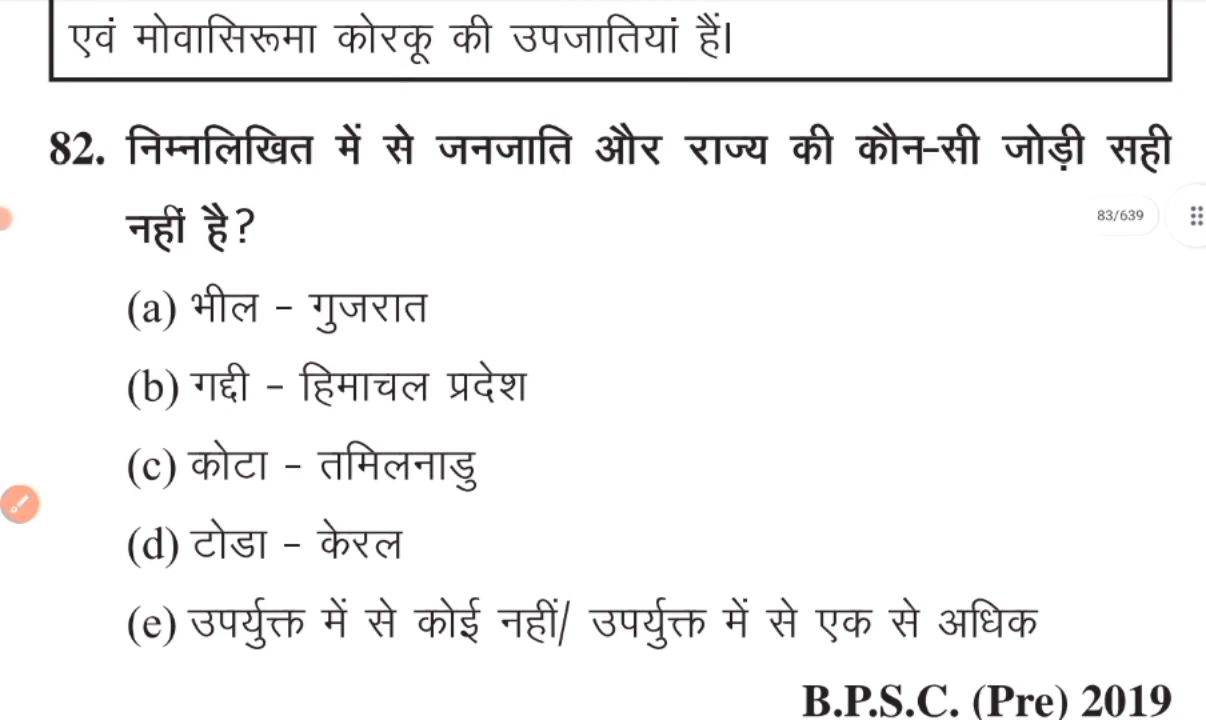 एवं मोवासिरूमा कोरकू की उपजातियां हैं।
82. निम्नलिखित में से जनजाति और राज्य की कौन-सी जोड़ी सही
नहीं है?
83/639
(a) भील - गुजरात
(b) गद्दी - हिमाचल प्रदेश
(c) कोटा - तमिलनाडु
(d) टोडा - केरल
(e) उपर्युक्त में से कोई नहीं/ उपर्युक्त में से एक से अधिक
B.P.S.C. (Pre) 2019